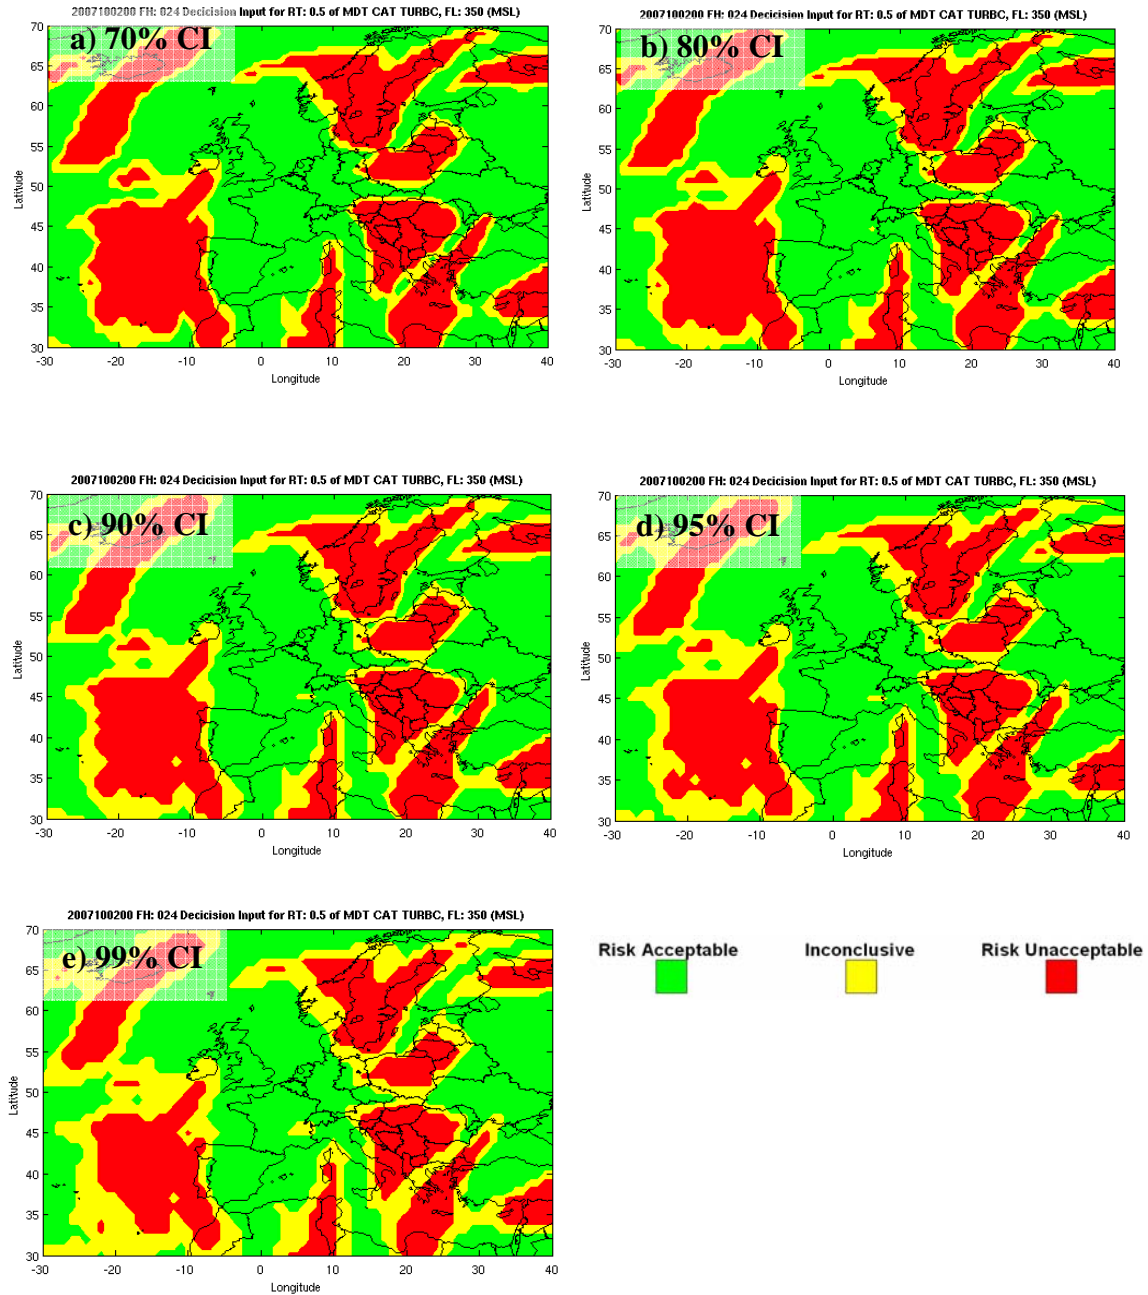 2007100200 FH: 024 Decicision Input for RT: 0.5 of MDT CAT TURBC, FL: 350 (MSL)
a) 70% CI
70
65
60
55
50
45
40
35
30
Latitude
-30 -20 -10 0 10 20 30 40
Longitude
2007100200 FH: 024 Decicision Input for RT: 0.5 of MDT CAT TURBC, FL: 350 (MSL)
b) 80% CI
70
65
60
55
50
45
40
35
30
Latitude
-30 -20 -10 0 10 20 30 40
Longitude
2007100200 FH: 024 Decicision Input for RT: 0.5 of MDT CAT TURBC, FL: 350 (MSL)
c) 90% CI
70
65
60
55
50
45
40
35
30
Latitude
-30 -20 -10 0 10 20 30 40
Longitude
2007100200 FH: 024 Decicision Input for RT: 0.5 of MDT CAT TURBC, FL: 350 (MSL)
d) 95% CI
70
65
60
55
50
45
40
35
30
Latitude
-30 -20 -10 0 10 20 30 40
Longitude
2007100200 FH: 024 Decicision Input for RT: 0.5 of MDT CAT TURBC, FL: 350 (MSL)
e) 99% CI
70
65
60
55
50
45
40
35
30
Latitude
-30 -20 -10 0 10 20 30 40
Longitude
Risk Acceptable Inconclusive Risk Unacceptable